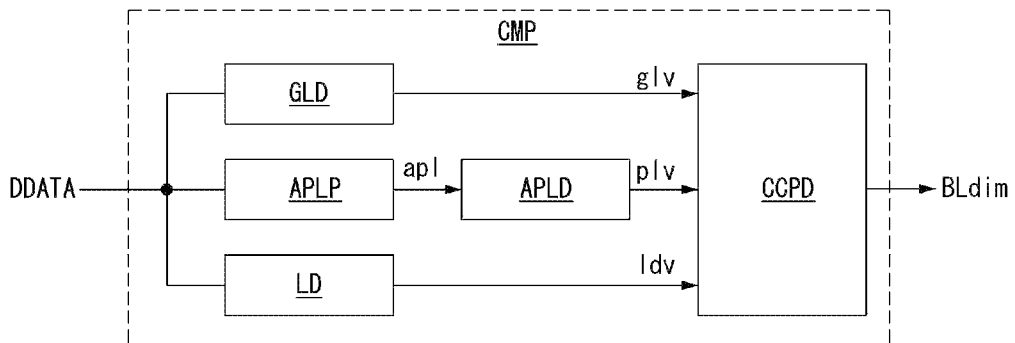 CMP
GLD
glv
DDATA
APLP
apl
APLD
plv
CCPD
BLdim
LD
ldv